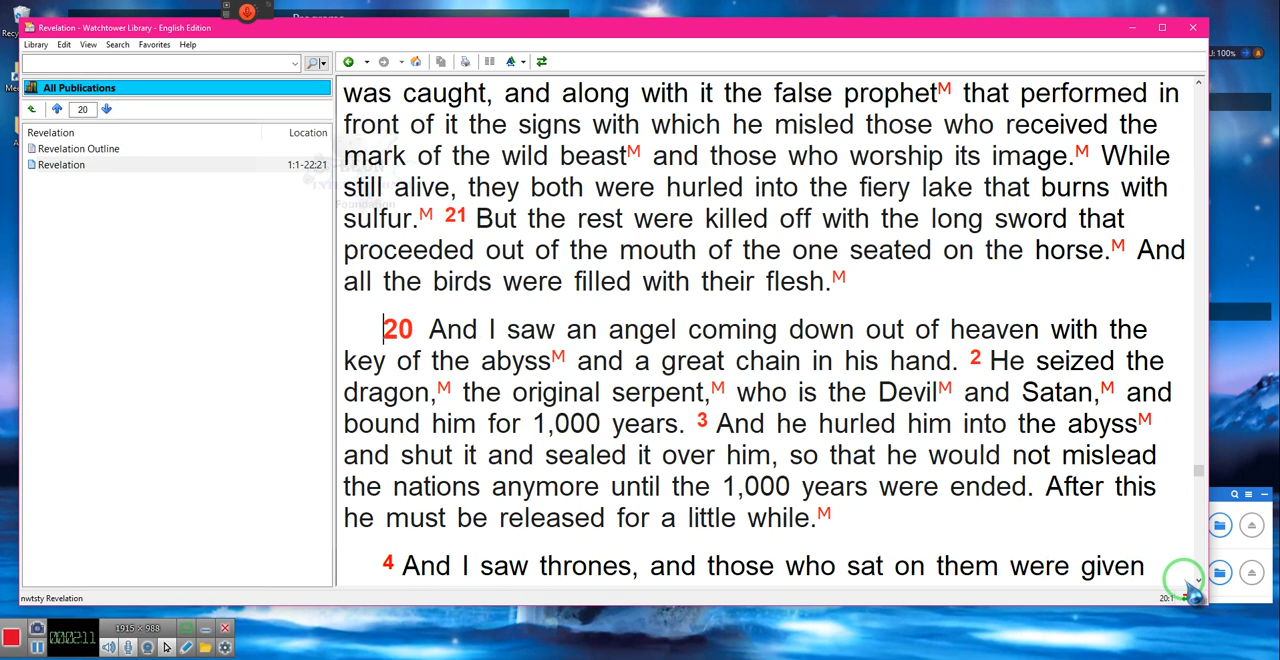 Revelation - Watchtower Library - English Edition
Library Edit View Search Favorites Help
All Publications
20
Revelation Location
Revelation Outline
Revelation 1:1-22:21
was caught, and along with it the false prophetM that performed in
front of it the signs with which he misled those who received the
mark of the wild beastM and those who worship its image.M While
still alive, they both were hurled into the fiery lake that burns with
sulfur.M 21 But the rest were killed off with the long sword that
proceeded out of the mouth of the one seated on the horse.M And
all the birds were filled with their flesh.M
20 And I saw an angel coming down out of heaven with the
key of the abyssM and a great chain in his hand. 2 He seized the
dragon,M the original serpent,M who is the DevilM and Satan,M and
bound him for 1,000 years. 3 And he hurled him into the abyssM
and shut it and sealed it over him, so that he would not mislead
the nations anymore until the 1,000 years were ended. After this
he must be released for a little while.M
4 And I saw thrones, and those who sat on them were given
nwtsty Revelation
20:1
Foundation
: 100%
1915 × 988
00:02:11